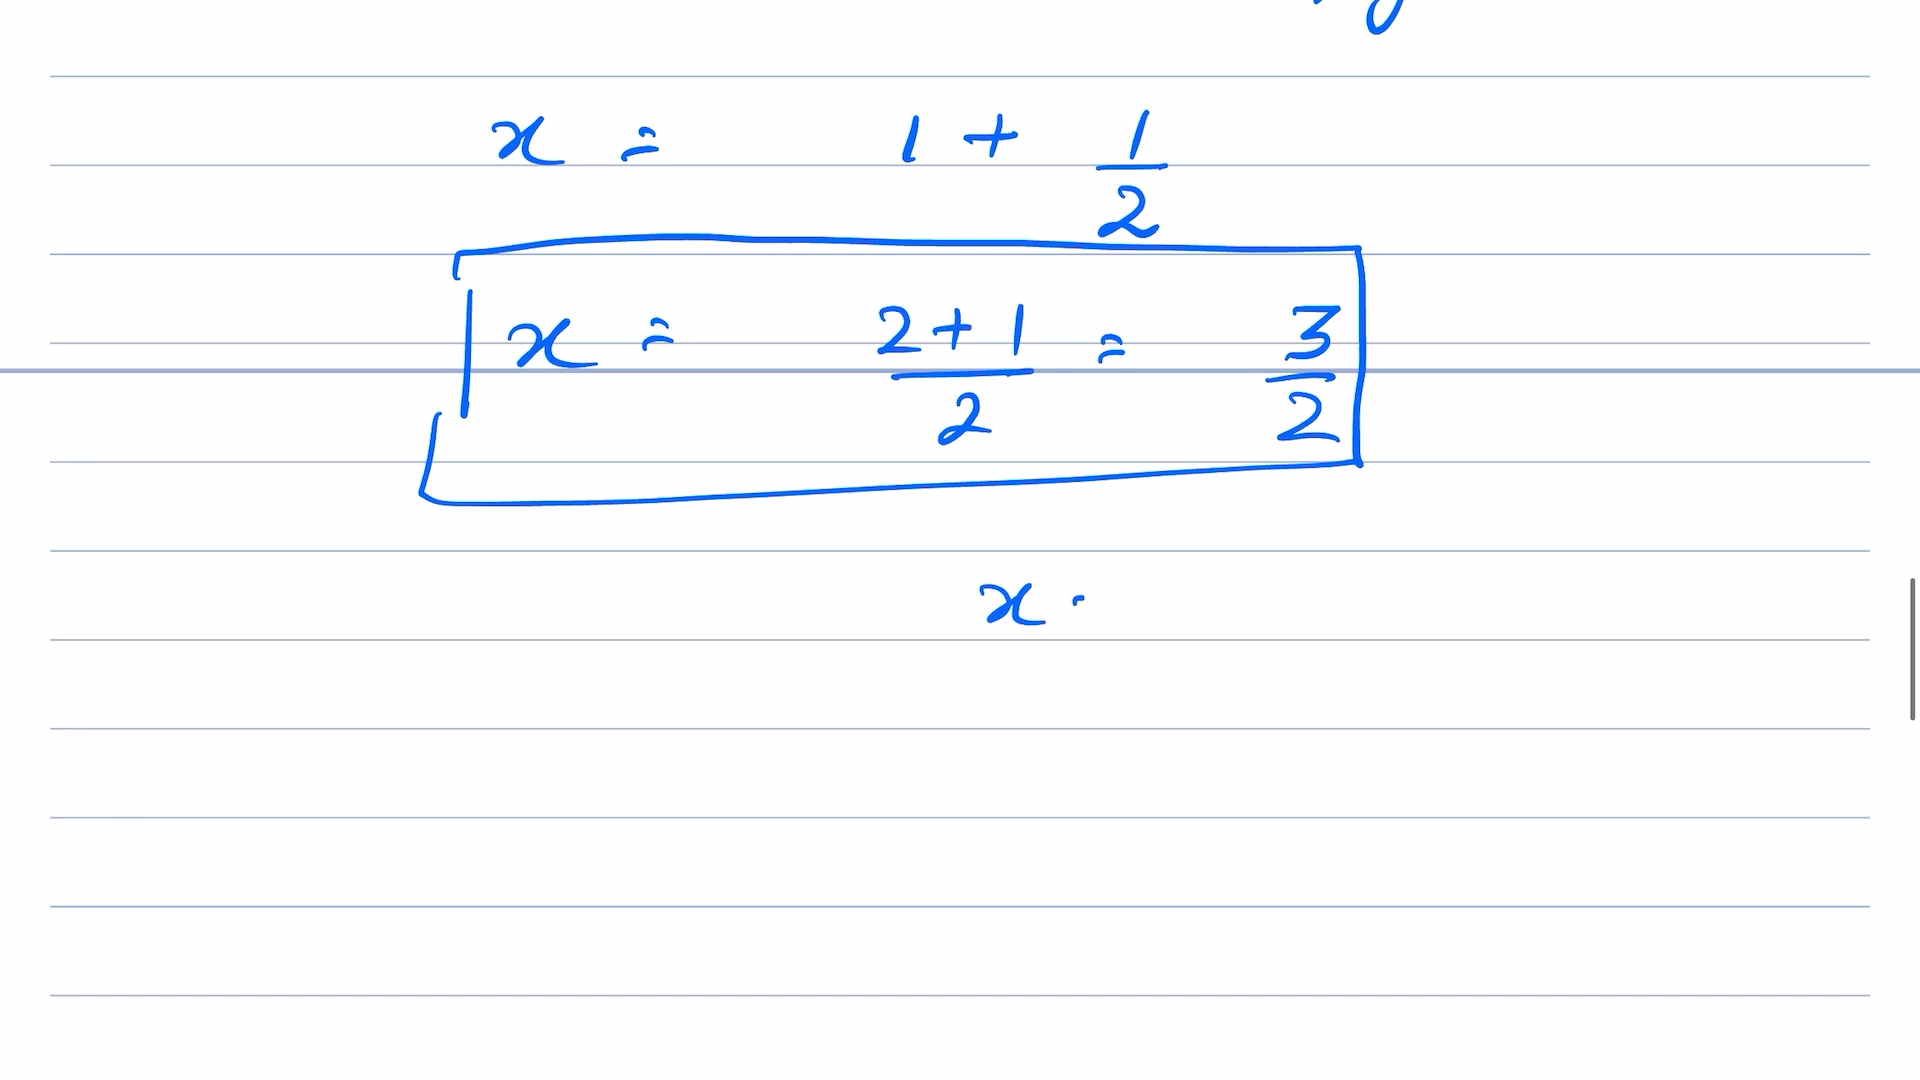 x = 1 + 1/2
x = (2+1)/2 = 3/2
x